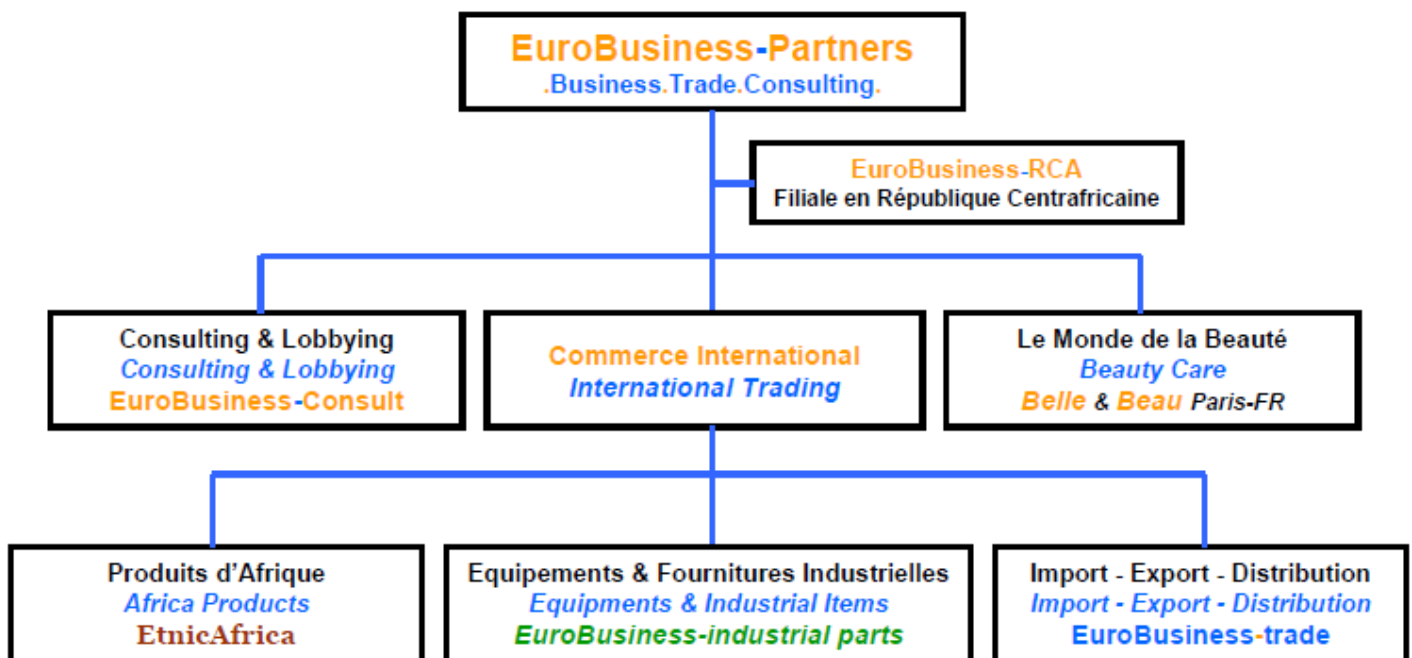 EuroBusiness-Partners
.Business.Trade.Consulting.
EuroBusiness-RCA
Filiale en République Centrafricaine
Consulting & Lobbying
Consulting & Lobbying
EuroBusiness-Consult
Commerce International
International Trading
Le Monde de la Beauté
Beauty Care
Belle & Beau Paris-FR
Produits d'Afrique
Africa Products
EtnicAfrica
Equipements & Fournitures Industrielles
Equipments & Industrial Items
EuroBusiness-industrial parts
Import - Export - Distribution
Import - Export - Distribution
EuroBusiness-trade